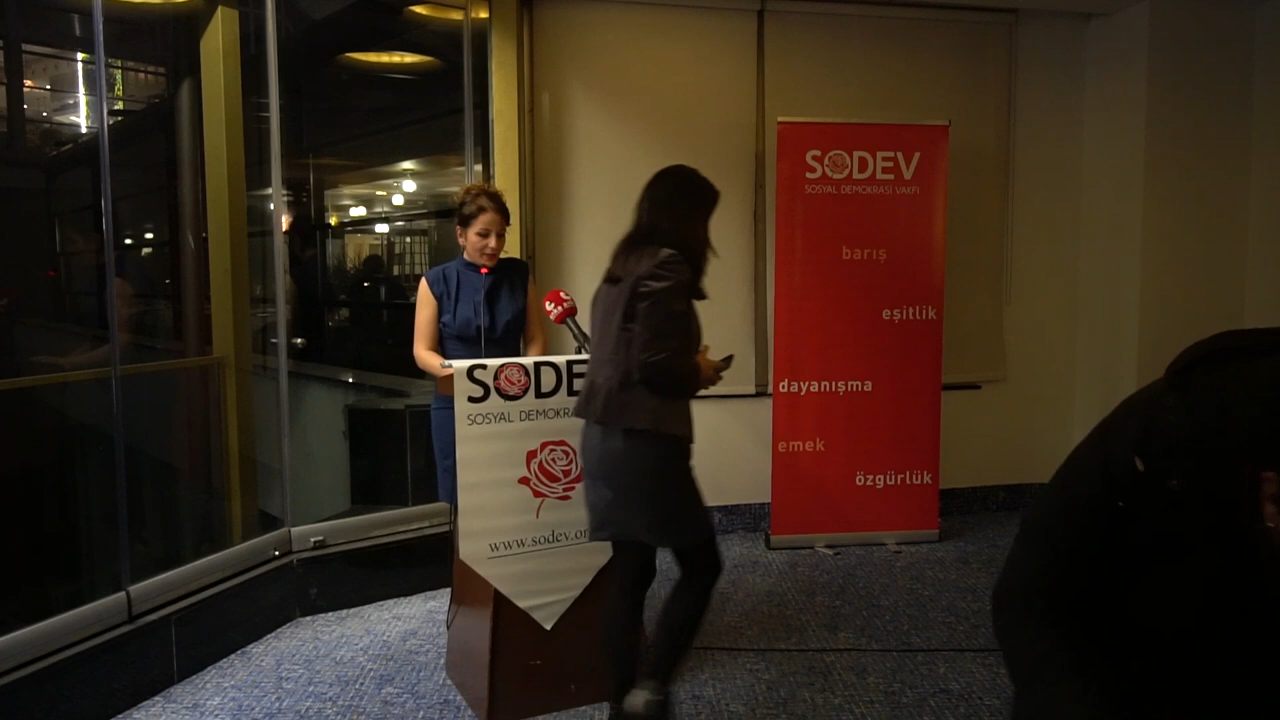 SODEV
SOSYAL DEMOKRASİ VAKFI
barış
eşitlik
dayanışma
emek
özgürlük
SODE
SOSYAL DEMOKRA
www.sodev.or